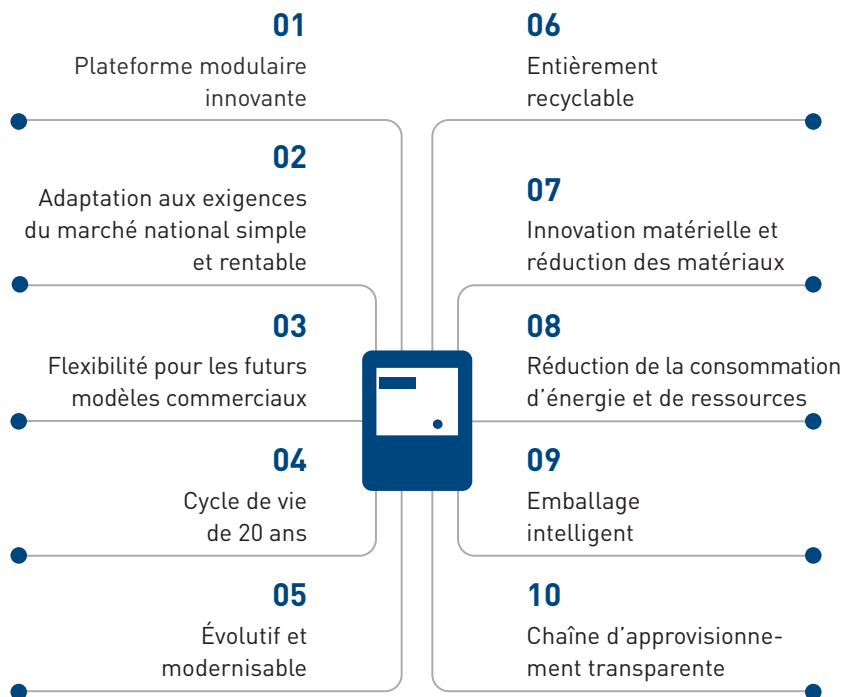 01
Plateforme modulaire
innovante
02
Adaptation aux exigences
du marché national simple
et rentable
03
Flexibilité pour les futurs
modèles commerciaux
04
Cycle de vie
de 20 ans
05
Évolutif et
modernisable
06
Entièrement
recyclable
07
Innovation matérielle et
réduction des matériaux
08
Réduction de la consommation
d’énergie et de ressources
09
Emballage
intelligent
10
Chaîne d’approvisionne-
ment transparente